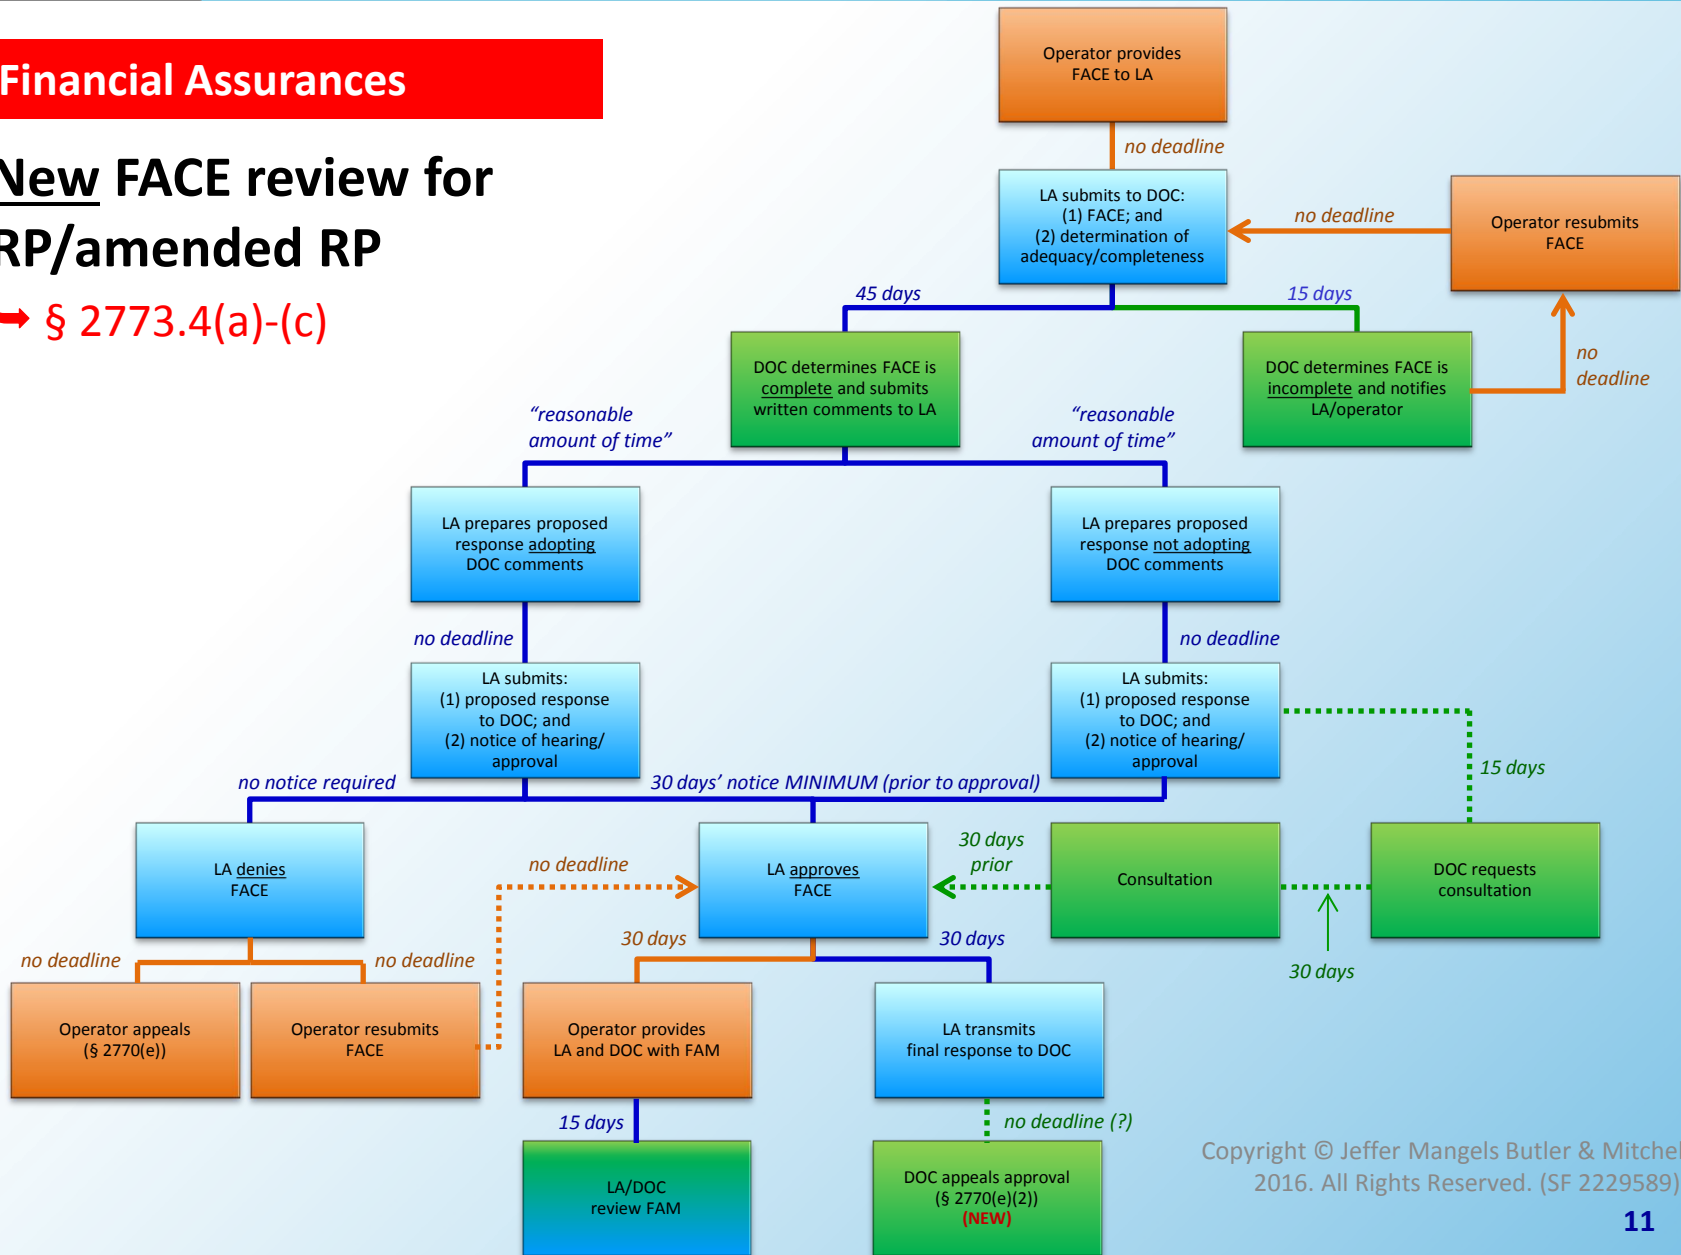 Financial Assurances
New FACE review for
RP/amended RP
➥ § 2773.4(a)-(c)
Operator provides
FACE to LA
no deadline
LA submits to DOC:
(1) FACE; and
(2) determination of
adequacy/completeness
no deadline
Operator resubmits
FACE
45 days
15 days
DOC determines FACE is
complete and submits
written comments to LA
DOC determines FACE is
incomplete and notifies
LA/operator
no
deadline
“reasonable
amount of time”
“reasonable
amount of time”
LA prepares proposed
response adopting
DOC comments
LA prepares proposed
response not adopting
DOC comments
no deadline
no deadline
LA submits:
(1) proposed response
to DOC; and
(2) notice of hearing/
approval
LA submits:
(1) proposed response
to DOC; and
(2) notice of hearing/
approval
15 days
no notice required
30 days’ notice MINIMUM (prior to approval)
LA denies
FACE
no deadline
LA approves
FACE
30 days
prior
Consultation
DOC requests
consultation
30 days
no deadline
no deadline
30 days
30 days
Operator appeals
(§ 2770(e))
Operator resubmits
FACE
Operator provides
LA and DOC with FAM
LA transmits
final response to DOC
15 days
no deadline (?)
LA/DOC
review FAM
DOC appeals approval
(§ 2770(e)(2))
(NEW)
Copyright © Jeffer Mangels Butler & Mitchel
2016. All Rights Reserved. (SF 2229589)
11